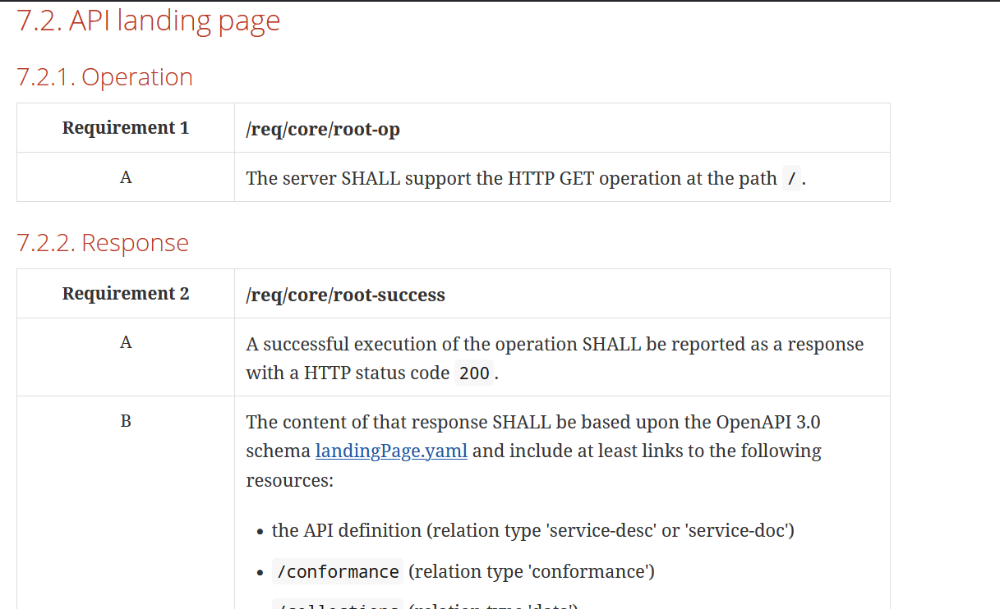 7.2. API landing page
7.2.1. Operation
Requirement 1
/req/core/root-op
A
The server SHALL support the HTTP GET operation at the path /.
7.2.2. Response
Requirement 2
/req/core/root-success
A
A successful execution of the operation SHALL be reported as a response
with a HTTP status code 200.
B
The content of that response SHALL be based upon the OpenAPI 3.0
schema landingPage.yaml and include at least links to the following
resources:
• the API definition (relation type 'service-desc' or 'service-doc')
• /conformance (relation type 'conformance')
/collections (relation type 'data')